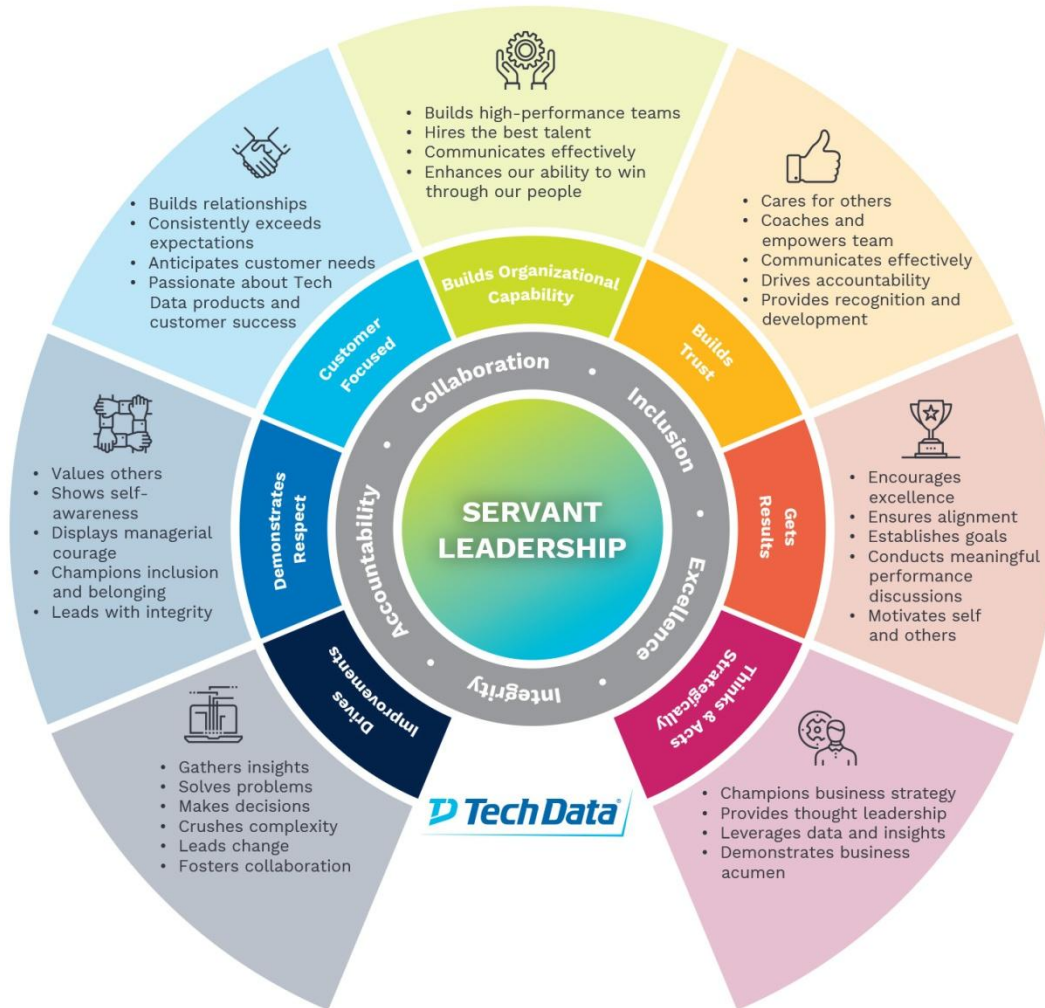 • Builds high-performance teams
• Hires the best talent
• Communicates effectively
• Enhances our ability to win
through our people
Builds Organizational
Capability
• Cares for others
• Coaches and
empowers team
• Communicates effectively
• Drives accountability
• Provides recognition and
development
Builds
Trust
• Encourages
excellence
• Ensures alignment
• Establishes goals
• Conducts meaningful
performance
discussions
• Motivates self
and others
Gets
Results
• Champions business strategy
• Provides thought leadership
• Leverages data and insights
• Demonstrates business
acumen
Thinks & Acts
Strategically
• Gathers insights
• Solves problems
• Makes decisions
• Crushes complexity
• Leads change
• Fosters collaboration
Drives
Improvements
• Values others
• Shows self-
awareness
• Displays managerial
courage
• Champions inclusion
and belonging
• Leads with integrity
Demonstrates
Respect
• Builds relationships
• Consistently exceeds
expectations
• Anticipates customer needs
• Passionate about Tech
Data products and
customer success
Customer
Focused
Collaboration • Inclusion • Excellence • Integrity • Accountability •
SERVANT
LEADERSHIP
Tech Data®